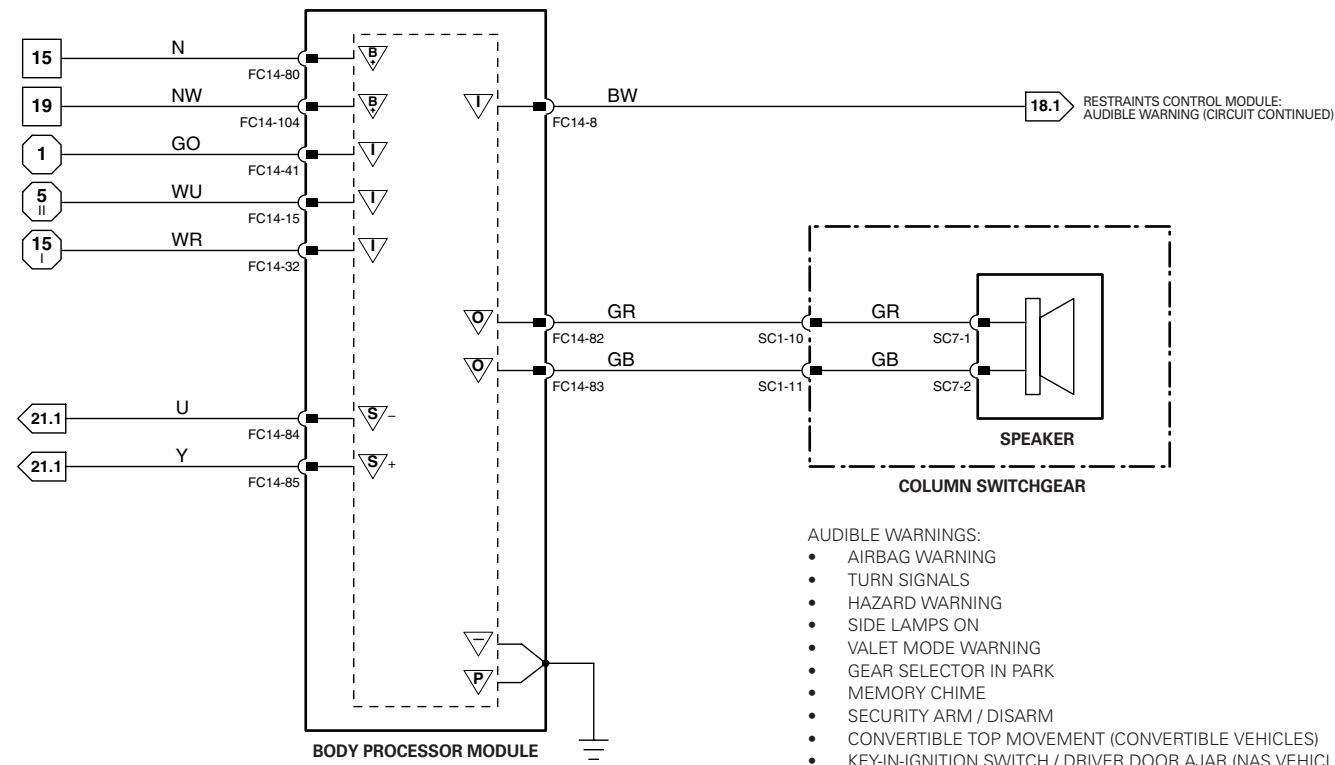 15 N FC14-80 B+
19 NW FC14-104 B+
I FC14-8 BW 18.1 RESTRAINTS CONTROL MODULE:
AUDIBLE WARNING (CIRCUIT CONTINUED)
1 GO FC14-41 I
5 II WU FC14-15 I
15 I WR FC14-32 I
O FC14-82 GR SC1-10 GR SC7-1
O FC14-83 GB SC1-11 GB SC7-2
21.1 U FC14-84 S –
21.1 Y FC14-85 S +
SPEAKER
COLUMN SWITCHGEAR
–
P
BODY PROCESSOR MODULE
AUDIBLE WARNINGS:
• AIRBAG WARNING
• TURN SIGNALS
• HAZARD WARNING
• SIDE LAMPS ON
• VALET MODE WARNING
• GEAR SELECTOR IN PARK
• MEMORY CHIME
• SECURITY ARM / DISARM
• CONVERTIBLE TOP MOVEMENT (CONVERTIBLE VEHICLES)
• KEY-IN-IGNITION SWITCH / DRIVER DOOR AJAR (NAS